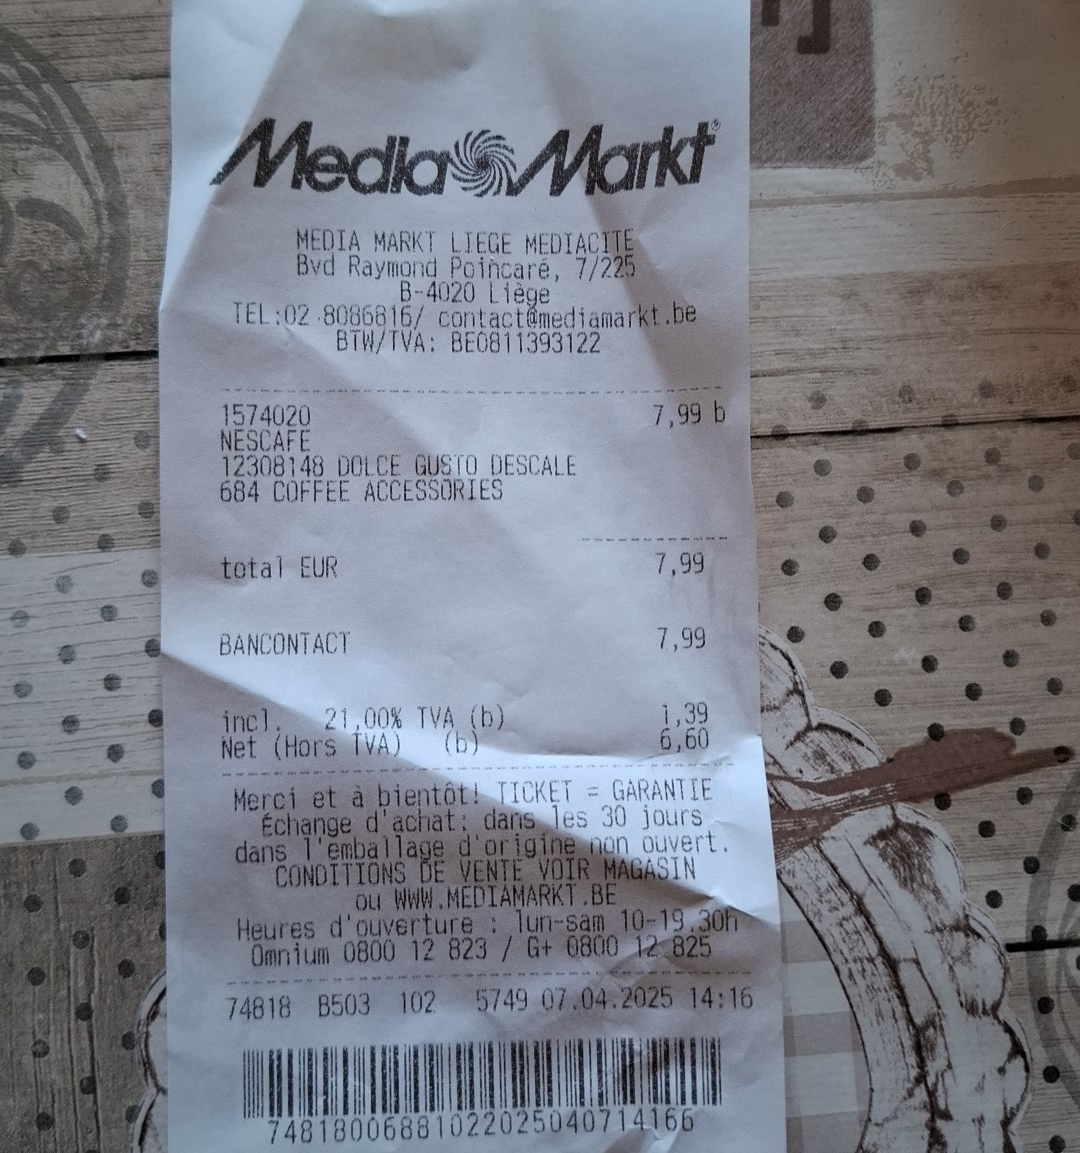 Media Markt®
MEDIA MARKT LIEGE MEDIACITE
Bvd Raymond Poincaré, 7/225
B-4020 Liège
TEL:02 8086816/ contact@mediamarkt.be
BTW/TVA: BE0811393122
1574020 7,99 b
NESCAFE
12308148 DOLCE GUSTO DESCALE
684 COFFEE ACCESSORIES
total EUR 7,99
BANCONTACT 7,99
incl. 21,00% TVA (b) 1,39
Net (Hors TVA) (b) 6,60
Merci et à bientôt! TICKET = GARANTIE
Échange d'achat: dans les 30 jours
dans l'emballage d'origine non ouvert.
CONDITIONS DE VENTE VOIR MAGASIN
ou WWW.MEDIAMARKT.BE
Heures d'ouverture : lun-sam 10-19.30h
Omnium 0800 12 823 / G+ 0800 12 825
74818 B503 102 5749 07.04.2025 14:16
7481800688102202504071416​6